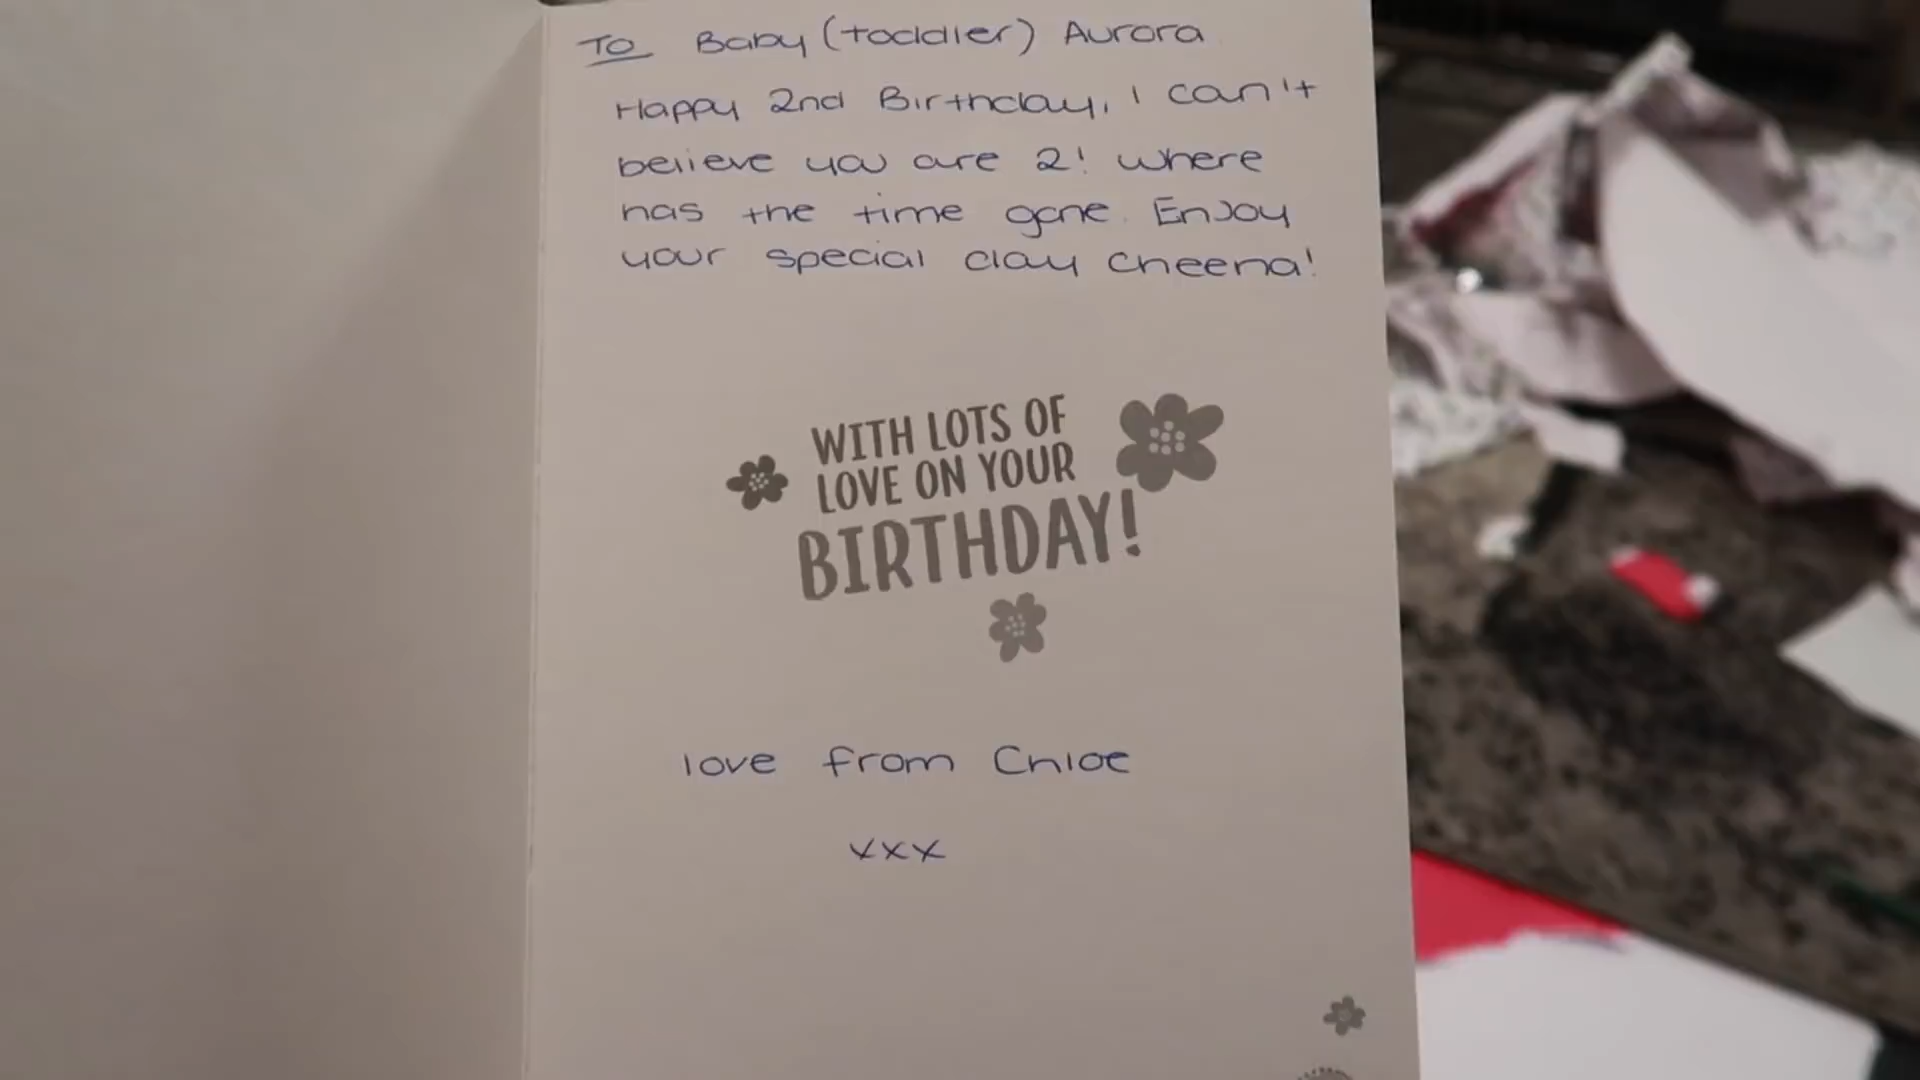 To Baby (toddler) Aurora
Happy 2nd Birthday, I can't
believe you are 2! where
has the time gone. Enjoy
your special day cheena!
WITH LOTS OF
LOVE ON YOUR
BIRTHDAY!
love from Chloe
xxx